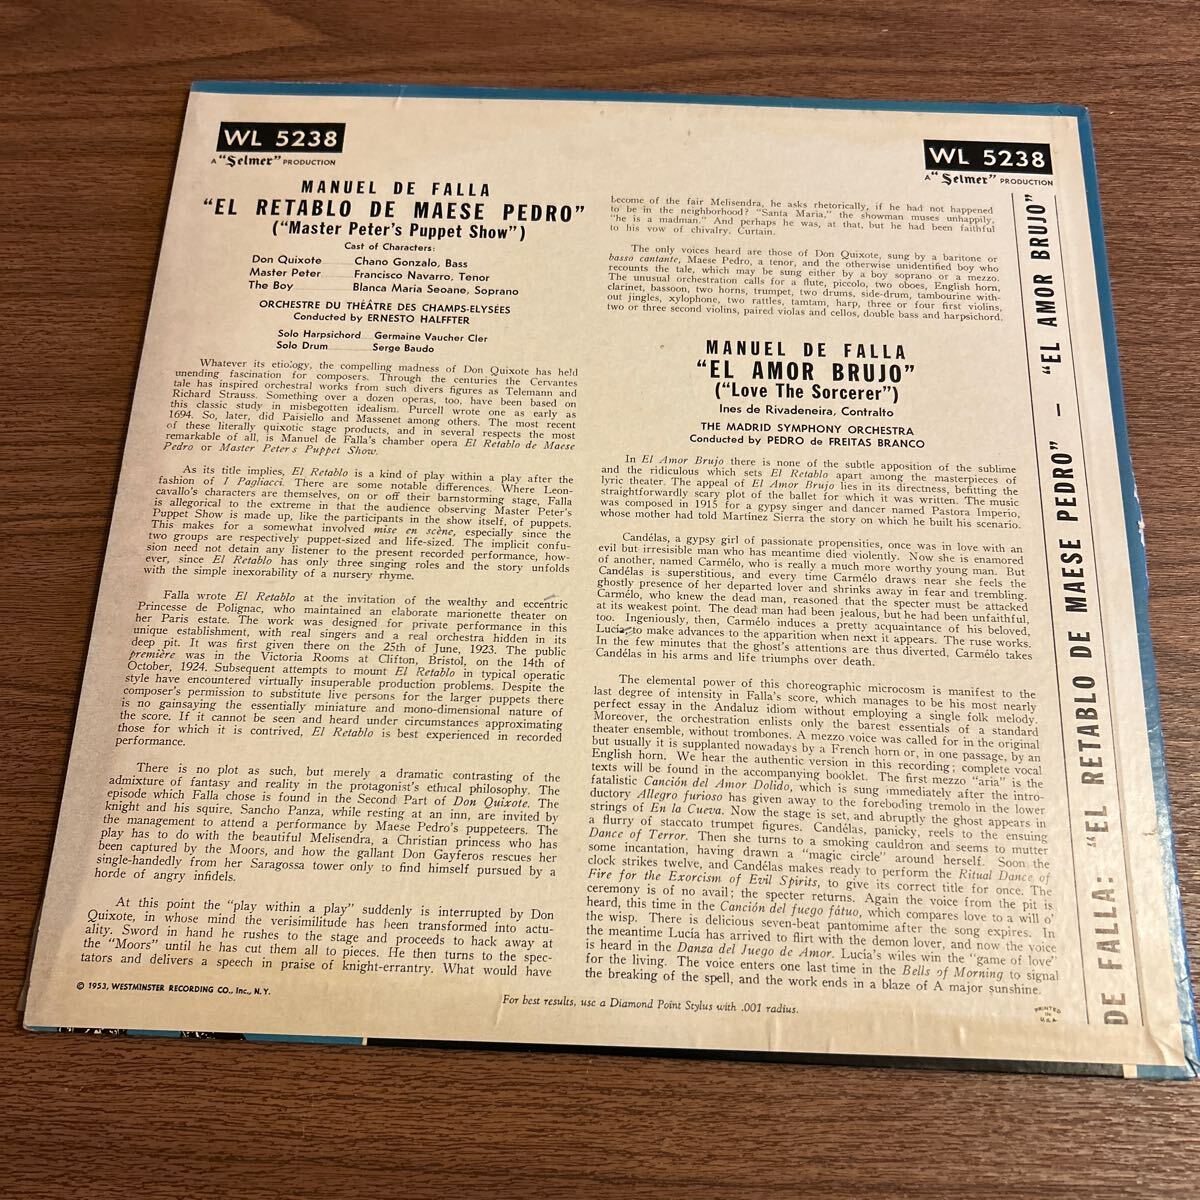 WL 5238
A "Selmer" PRODUCTION
MANUEL DE FALLA
"EL RETABLO DE MAESE PEDRO"
("Master Peter's Puppet Show")
Cast of Characters:
Don Quixote Chano Gonzalo, Bass
Master Peter Francisco Navarro, Tenor
The Boy Blanca Maria Seoane, Soprano
ORCHESTRE DU THÉÂTRE DES CHAMPS-ELYSÉES
Conducted by ERNESTO HALFFTER
Solo Harpsichord Germaine Vaucher Cler
Solo Drum Serge Baudo
Whatever its etiology, the compelling madness of Don Quixote has held
unending fascination for composers. Through the centuries the Cervantes
tale has inspired orchestral works from such divers figures as Telemann and
Richard Strauss. Something over a dozen operas, too, have been based on
this classic study in misbegotten idealism. Purcell wrote one as early as
1694. So, later, did Paisiello and Massenet among others. The most recent
of these literally quixotic stage products, and in several respects the most
remarkable of all, is Manuel de Falla's chamber opera El Retablo de Maese
Pedro or Master Peter's Puppet Show.
As its title implies, El Retablo is a kind of play within a play after the
fashion of I Pagliacci. There are some notable differences. Where Leon-
cavallo's characters are themselves, on or off their barnstorming stage, Falla
is allegorical to the extreme in that the audience observing Master Peter's
Puppet Show is made up, like the participants in the show itself, of puppets.
This makes for a somewhat involved mise en scène, especially since the
two groups are respectively puppet-sized and life-sized. The implicit confu-
sion need not detain any listener to the present recorded performance, how-
ever, since El Retablo has only three singing roles and the story unfolds
with the simple inexorability of a nursery rhyme.
Falla wrote El Retablo at the invitation of the wealthy and eccentric
Princesse de Polignac, who maintained an elaborate marionette theater on
her Paris estate. The work was designed for private performance in this
unique establishment, with real singers and a real orchestra hidden in its
deep pit. It was first given there on the 25th of June, 1923. The public
première was in the Victoria Rooms at Clifton, Bristol, on the 14th of
October, 1924. Subsequent attempts to mount El Retablo in typical operatic
style have encountered virtually insuperable production problems. Despite the
composer's permission to substitute live persons for the larger puppets there
is no gainsaying the essentially miniature and mono-dimensional nature of
the score. If it cannot be seen and heard under circumstances approximating
those for which it is contrived, El Retablo is best experienced in recorded
performance.
There is no plot as such, but merely a dramatic contrasting of the
admixture of fantasy and reality in the protagonist's ethical philosophy. The
episode which Falla chose is found in the Second Part of Don Quixote. The
knight and his squire, Sancho Panza, while resting at an inn, are invited by
the management to attend a performance by Maese Pedro's puppeteers. The
play has to do with the beautiful Melisendra, a Christian princess who has
been captured by the Moors, and how the gallant Don Gayferos rescues her
single-handedly from her Saragossa tower only to find himself pursued by a
horde of angry infidels.
At this point the "play within a play" suddenly is interrupted by Don
Quixote, in whose mind the verisimilitude has been transformed into actu-
ality. Sword in hand he rushes to the stage and proceeds to hack away at
the "Moors" until he has cut them all to pieces. He then turns to the spec-
tators and delivers a speech in praise of knight-errantry. What would have
© 1953, WESTMINSTER RECORDING CO., Inc., N. Y.
WL 5238
A "Selmer" PRODUCTION
become of the fair Melisendra, he asks rhetorically, if he had not happened
to be in the neighborhood? "Santa Maria," the showman muses unhappily,
"he is a madman." And perhaps he was, at that, but he had been faithful
to his vow of chivalry. Curtain.
The only voices heard are those of Don Quixote, sung by a baritone or
basso cantante, Maese Pedro, a tenor, and the otherwise unidentified boy who
recounts the tale, which may be sung either by a boy soprano or a mezzo.
The unusual orchestration calls for a flute, piccolo, two oboes, English horn,
clarinet, bassoon, two horns, trumpet, two drums, side-drum, tambourine with-
out jingles, xylophone, two rattles, tamtam, harp, three or four first violins,
two or three second violins, paired violas and cellos, double bass and harpsichord.
MANUEL DE FALLA
"EL AMOR BRUJO"
("Love The Sorcerer")
Ines de Rivadeneira, Contralto
THE MADRID SYMPHONY ORCHESTRA
Conducted by PEDRO de FREITAS BRANCO
In El Amor Brujo there is none of the subtle apposition of the sublime
and the ridiculous which sets El Retablo apart among the masterpieces of
lyric theater. The appeal of El Amor Brujo lies in its directness, befitting the
straightforwardly scary plot of the ballet for which it was written. The music
was composed in 1915 for a gypsy singer and dancer named Pastora Imperio,
whose mother had told Martínez Sierra the story on which he built his scenario.
Candélas, a gypsy girl of passionate propensities, once was in love with an
evil but irresisible man who has meantime died violently. Now she is enamored
of another, named Carmélo, who is really a much more worthy young man. But
Candélas is superstitious, and every time Carmélo draws near she feels the
ghostly presence of her departed lover and shrinks away in fear and trembling.
Carmélo, who knew the dead man, reasoned that the specter must be attacked
at its weakest point. The dead man had been jealous, but he had been unfaithful,
too. Ingeniously, then, Carmélo induces a pretty acquaintance of his beloved,
Lucía, to make advances to the apparition when next it appears. The ruse works.
In the few minutes that the ghost's attentions are thus diverted, Carmélo takes
Candélas in his arms and life triumphs over death.
The elemental power of this choreographic microcosm is manifest to the
last degree of intensity in Falla's score, which manages to be his most nearly
perfect essay in the Andaluz idiom without employing a single folk melody.
Moreover, the orchestration enlists only the barest essentials of a standard
theater ensemble, without trombones. A mezzo voice was called for in the original
but usually it is supplanted nowadays by a French horn or, in one passage, by an
English horn. We hear the authentic version in this recording; complete vocal
texts will be found in the accompanying booklet. The first mezzo "aria" is the
fatalistic Canción del Amor Dolido, which is sung immediately after the intro-
ductory Allegro furioso has given away to the foreboding tremolo in the lower
strings of En la Cueva. Now the stage is set, and abruptly the ghost appears in
a flurry of staccato trumpet figures. Candélas, panicky, reels to the ensuing
Dance of Terror. Then she turns to a smoking cauldron and seems to mutter
some incantation, having drawn a "magic circle" around herself. Soon the
clock strikes twelve, and Candélas makes ready to perform the Ritual Dance of
Fire for the Exorcism of Evil Spirits, to give its correct title for once. The
ceremony is of no avail; the specter returns. Again the voice from the pit is
heard, this time in the Canción del fuego fátuo, which compares love to a will o'
the wisp. There is delicious seven-beat pantomime after the song expires. In
the meantime Lucía has arrived to flirt with the demon lover, and now the voice
is heard in the Danza del Juego de Amor. Lucía's wiles win the "game of love"
for the living. The voice enters one last time in the Bells of Morning to signal
the breaking of the spell, and the work ends in a blaze of A major sunshine.
For best results, use a Diamond Point Stylus with .001 radius.
PRINTED
IN
U.S.A.
DE FALLA: "EL RETABLO DE MAESE PEDRO" — "EL AMOR BRUJO"